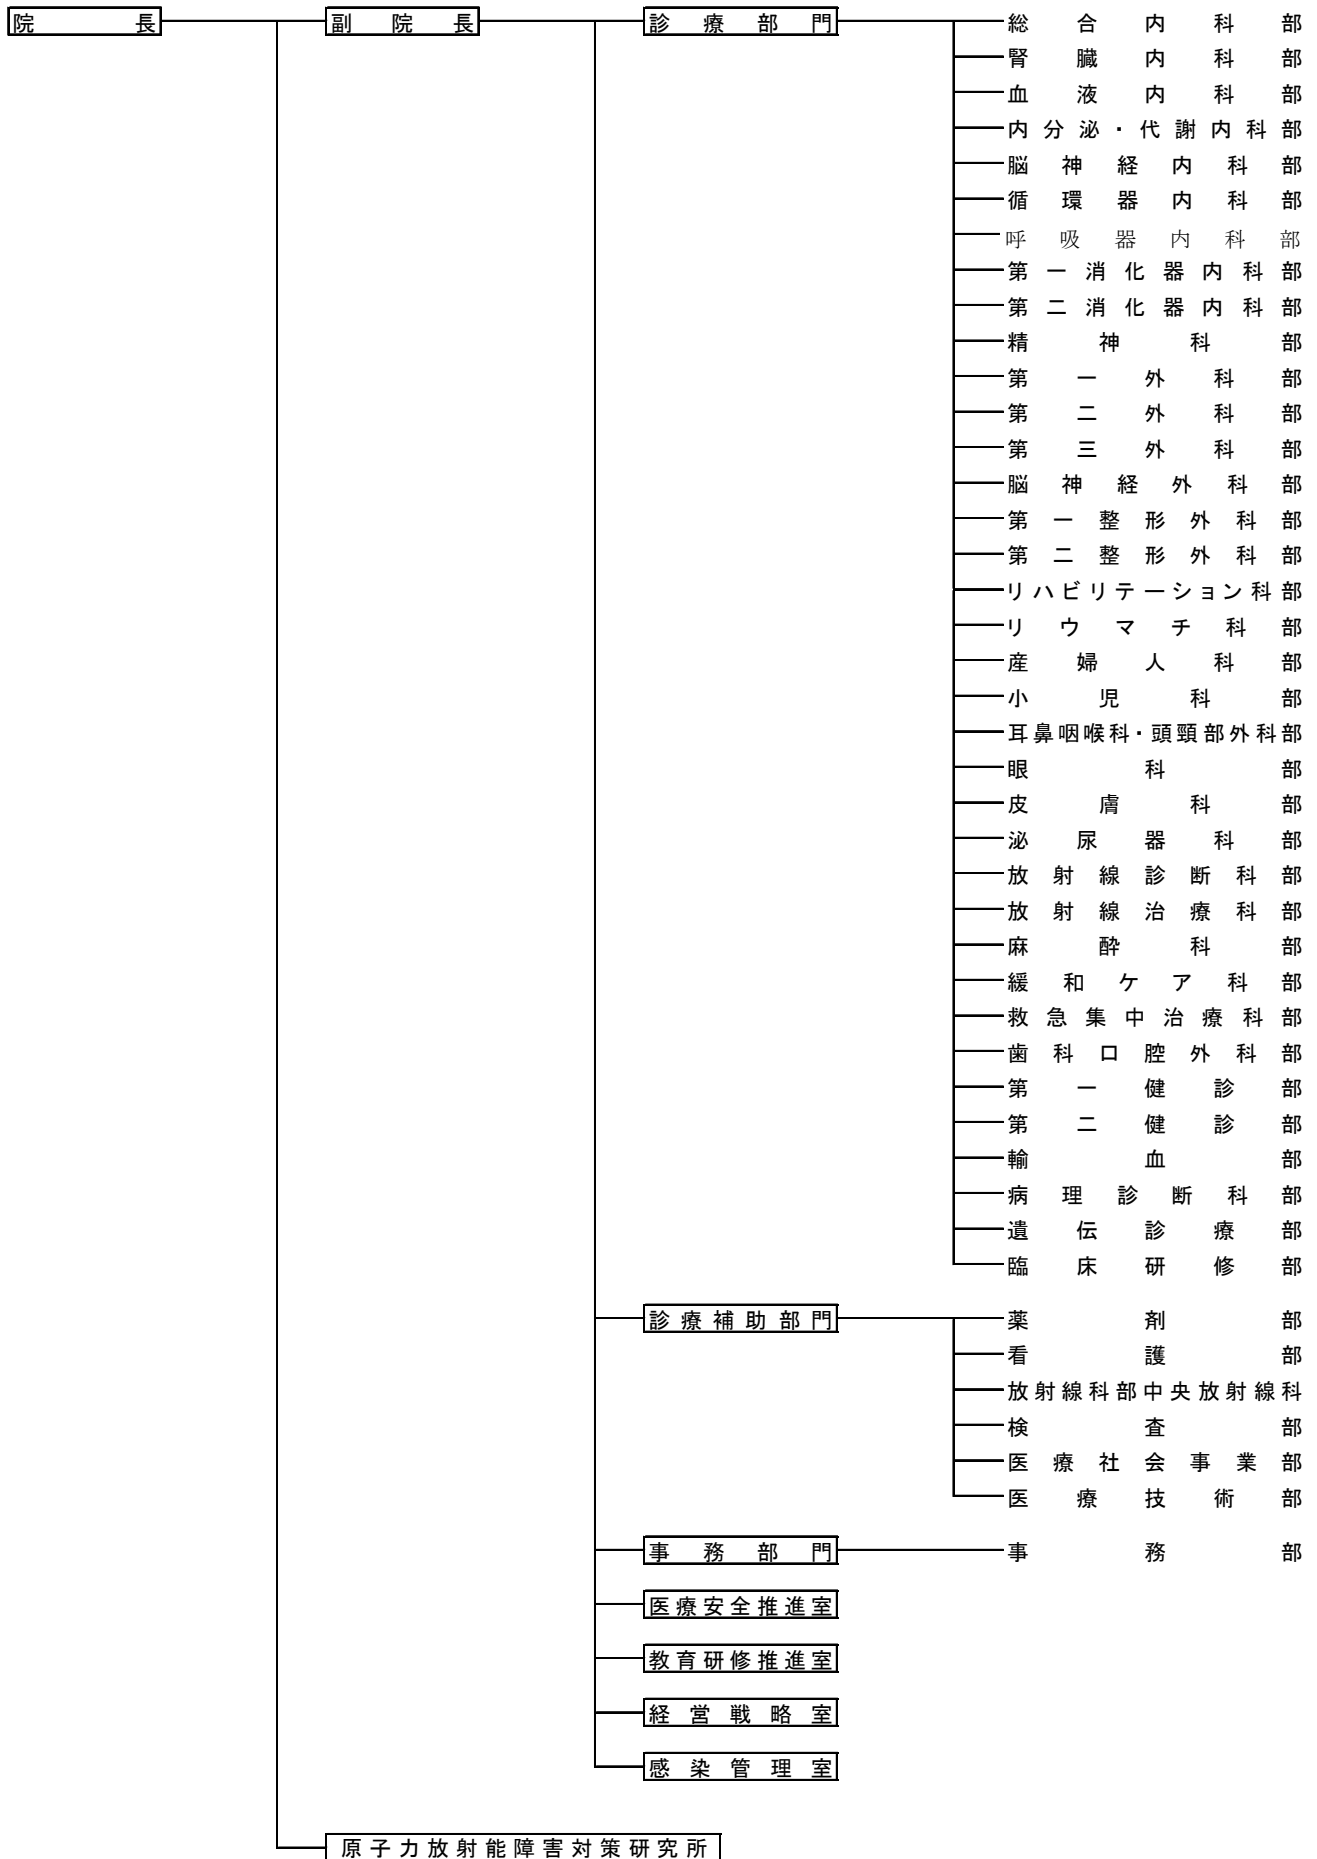 院長 副院長 診療部門 総合内科部
腎臓内科部
血液内科部
内分泌・代謝内科部
脳神経内科部
循環器内科部
呼吸器内科部
第一消化器内科部
第二消化器内科部
精神科部
第一外科部
第二外科部
第三外科部
脳神経外科部
第一整形外科部
第二整形外科部
リハビリテーション科部
リウマチ科部
産婦人科部
小児科部
耳鼻咽喉科・頭頸部外科部
眼科部
皮膚科部
泌尿器科部
放射線診断科部
放射線治療科部
麻酔科部
緩和ケア科部
救急集中治療科部
歯科口腔外科部
第一健診部
第二健診部
輸血部
病理診断科部
遺伝診療部
臨床研修部
診療補助部門 薬剤部
看護部
放射線科部中央放射線科
検査部
医療社会事業部
医療技術部
事務部門 事務部
医療安全推進室
教育研修推進室
経営戦略室
感染管理室
原子力放射能障害対策研究所